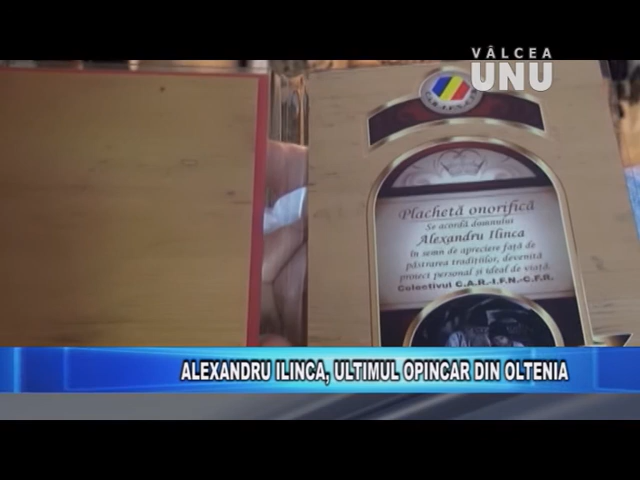 VÂLCEA
UNU
Plachetă onorifică
Se acordă domnului
Alexandru Ilinca
în semn de apreciere față de
păstrarea tradițiilor, devenită
proiect personal și ideal de viață.
Colectivul C.A.R.-I.F.N.-C.F.R.
ALEXANDRU ILINCA, ULTIMUL OPINCAR DIN OLTENIA